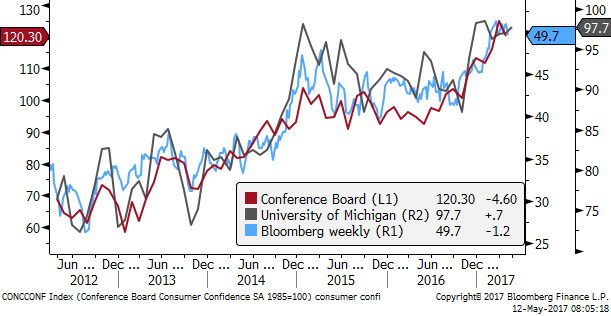 130
120.30
110
100
90
80
70
60
49.7
45
40
35
30
25
100
97.7
95
90
85
80
75
Conference Board (L1) 120.30 -4.60
University of Michigan (R2) 97.7 +.7
Bloomberg weekly (R1) 49.7 -1.2
Jun ... Dec ... Jun ... Dec ... Jun ... Dec ... Jun ... Dec ... Jun ... Dec ...
2012 2013 2014 2015 2016 2017
CONCCONF Index (Conference Board Consumer Confidence SA 1985=100) consumer confi
Copyright© 2017 Bloomberg Finance L.P.
12-May-2017 08:05:18